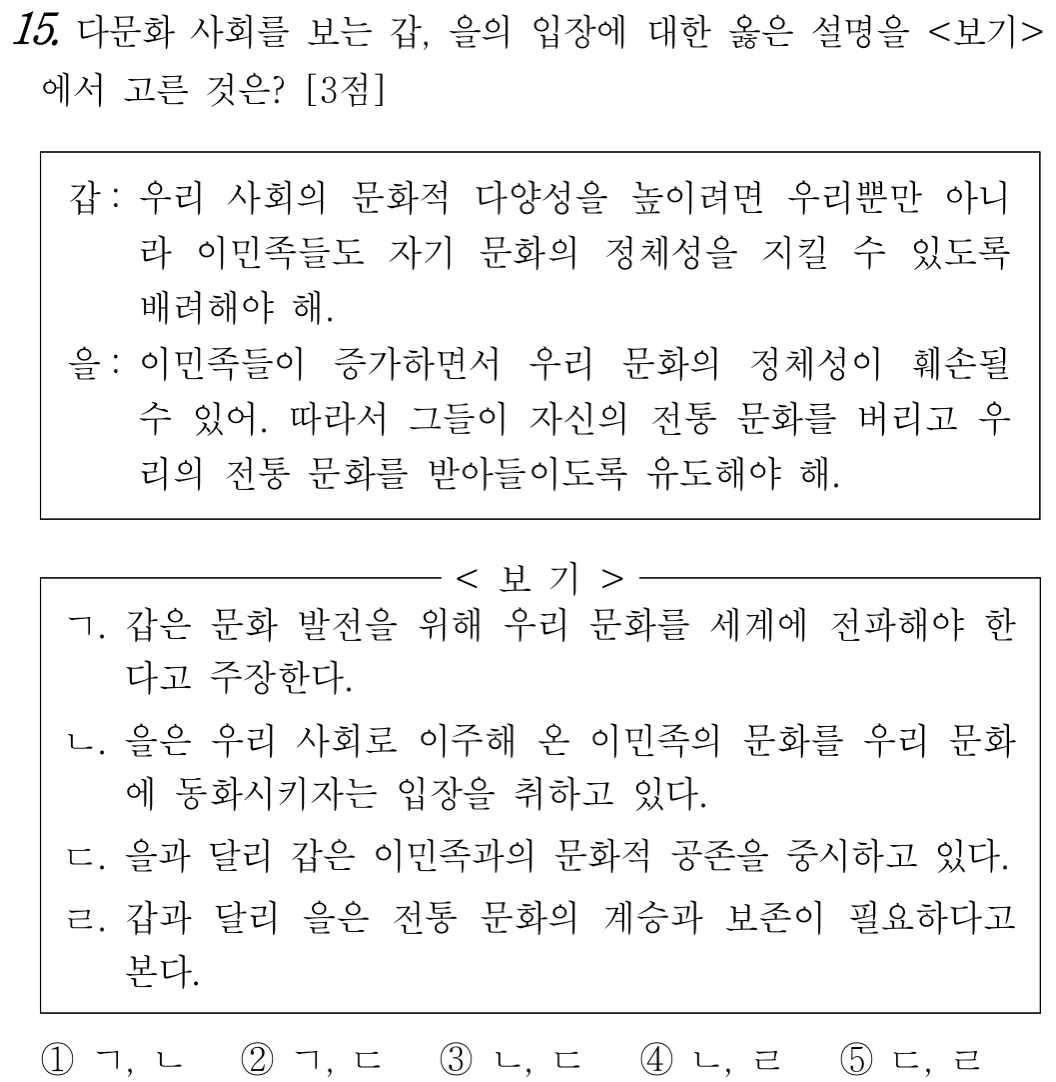 15. 다문화 사회를 보는 갑, 을의 입장에 대한 옳은 설명을 <보기>
에서 고른 것은? [3점]
갑 : 우리 사회의 문화적 다양성을 높이려면 우리뿐만 아니
라 이민족들도 자기 문화의 정체성을 지킬 수 있도록
배려해야 해.
을 : 이민족들이 증가하면서 우리 문화의 정체성이 훼손될
수 있어. 따라서 그들이 자신의 전통 문화를 버리고 우
리의 전통 문화를 받아들이도록 유도해야 해.
< 보 기 >
ㄱ. 갑은 문화 발전을 위해 우리 문화를 세계에 전파해야 한
다고 주장한다.
ㄴ. 을은 우리 사회로 이주해 온 이민족의 문화를 우리 문화
에 동화시키자는 입장을 취하고 있다.
ㄷ. 을과 달리 갑은 이민족과의 문화적 공존을 중시하고 있다.
ㄹ. 갑과 달리 을은 전통 문화의 계승과 보존이 필요하다고
본다.
① ㄱ, ㄴ ② ㄱ, ㄷ ③ ㄴ, ㄷ ④ ㄴ, ㄹ ⑤ ㄷ, ㄹ